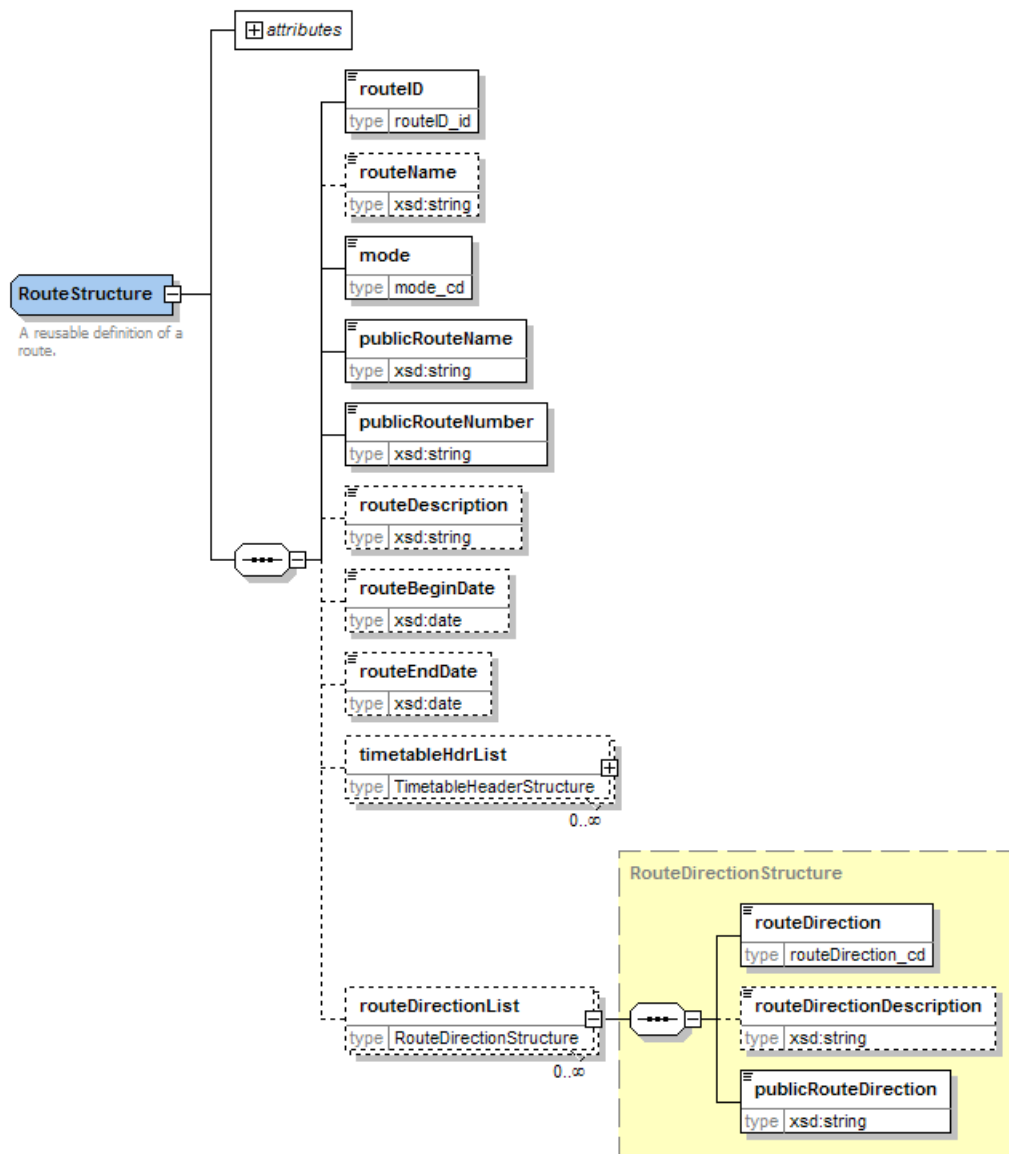 attributes
routeID
type routeID_id
routeName
type xsd:string
mode
type mode_cd
RouteStructure
A reusable definition of a
route.
publicRouteName
type xsd:string
publicRouteNumber
type xsd:string
routeDescription
type xsd:string
routeBeginDate
type xsd:date
routeEndDate
type xsd:date
timetableHdrList
type TimetableHeaderStructure
0..∞
RouteDirectionStructure
routeDirection
type routeDirection_cd
routeDirectionList
type RouteDirectionStructure
0..∞
routeDirectionDescription
type xsd:string
publicRouteDirection
type xsd:string